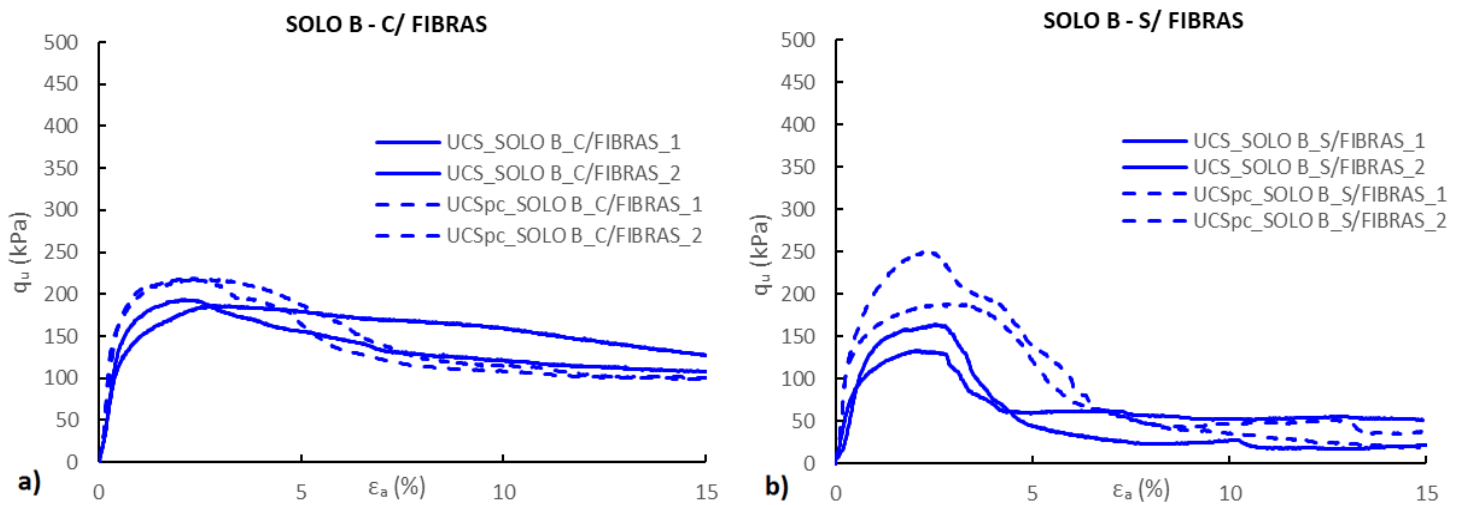 SOLO B - C/ FIBRAS
500
450
400
350
300
250
200
150
100
50
0
qᵤ (kPa)
UCS_SOLO B_C/FIBRAS_1
UCS_SOLO B_C/FIBRAS_2
UCSpc_SOLO B_C/FIBRAS_1
UCSpc_SOLO B_C/FIBRAS_2
0
5
10
15
εₐ (%)
a)
SOLO B - S/ FIBRAS
500
450
400
350
300
250
200
150
100
50
0
qᵤ (kPa)
UCS_SOLO B_S/FIBRAS_1
UCS_SOLO B_S/FIBRAS_2
UCSpc_SOLO B_S/FIBRAS_1
UCSpc_SOLO B_S/FIBRAS_2
0
5
10
15
εₐ (%)
b)